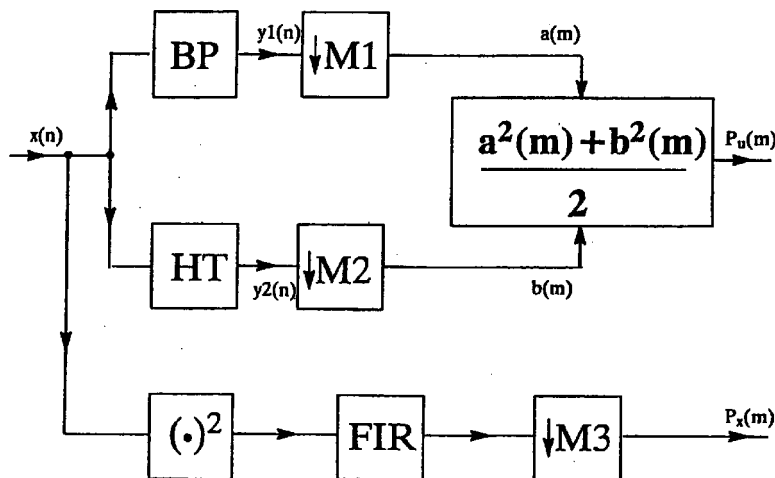 x(n)
BP
y1(n)
↓M1
a(m)
a²(m)+b²(m)
2
Pu(m)
HT
y2(n)
↓M2
b(m)
(·)²
FIR
↓M3
Px(m)